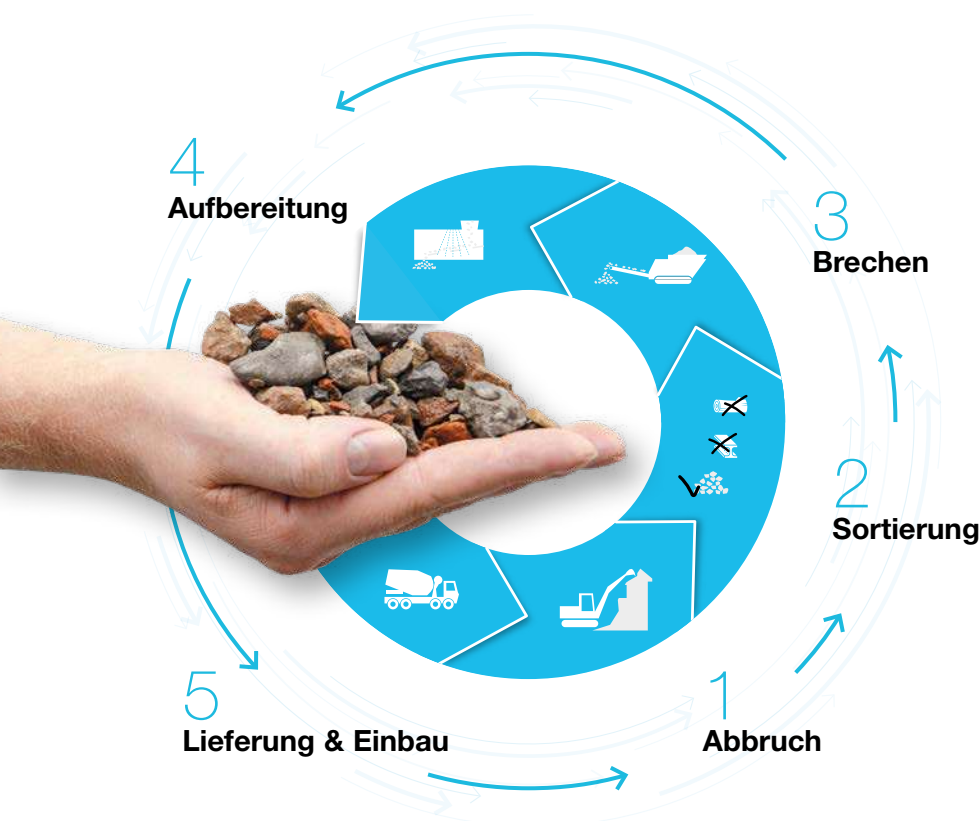 4
Aufbereitung
3
Brechen
2
Sortierung
5
Lieferung & Einbau
1
Abbruch